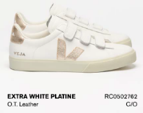 EXTRA WHITE PLATINE RC0502762
O.T. Leather C/O